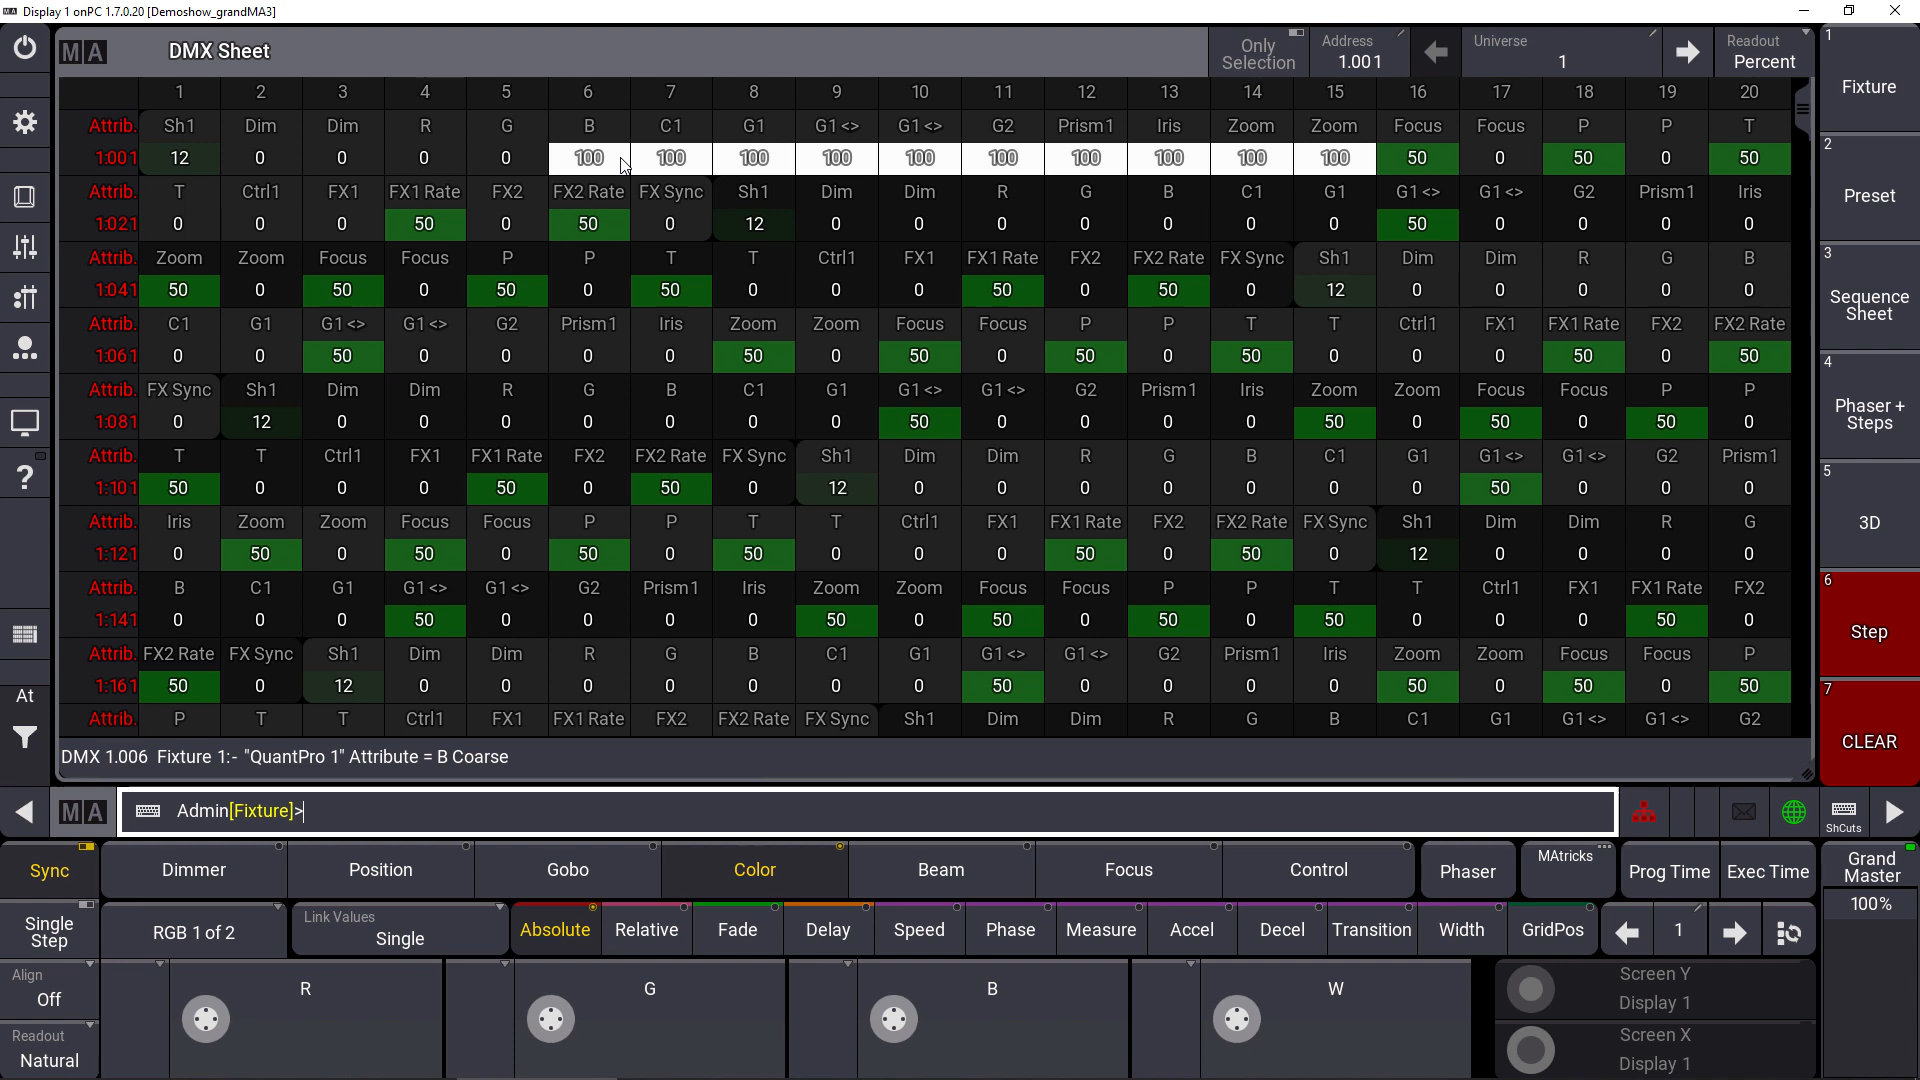 Display 1 onPC 1.7.0.20 [Demoshow_grandMA3]
MA DMX Sheet Only Selection Address 1.001 Universe 1 Readout Percent
1 Fixture
1 2 3 4 5 6 7 8 9 10 11 12 13 14 15 16 17 18 19 20
Attrib. Sh1 Dim Dim R G B C1 G1 G1 <> G1 <> G2 Prism1 Iris Zoom Zoom Focus Focus P P T
1:001 12 0 0 0 0 100 100 100 100 100 100 100 100 100 100 50 0 50 0 50
2 Preset
Attrib. T Ctrl1 FX1 FX1 Rate FX2 FX2 Rate FX Sync Sh1 Dim Dim R G B C1 G1 G1 <> G1 <> G2 Prism1 Iris
1:021 0 0 0 50 0 50 0 12 0 0 0 0 0 0 0 50 0 0 0 0
3 Sequence Sheet
Attrib. Zoom Zoom Focus Focus P P T T Ctrl1 FX1 FX1 Rate FX2 FX2 Rate FX Sync Sh1 Dim Dim R G B
1:041 50 0 50 0 50 0 50 0 0 0 50 0 50 0 12 0 0 0 0 0
Attrib. C1 G1 G1 <> G1 <> G2 Prism1 Iris Zoom Zoom Focus Focus P P T T Ctrl1 FX1 FX1 Rate FX2 FX2 Rate
1:061 0 0 50 0 0 0 0 50 0 50 0 50 0 50 0 0 0 50 0 50
4 Phaser + Steps
Attrib. FX Sync Sh1 Dim Dim R G B C1 G1 G1 <> G1 <> G2 Prism1 Iris Zoom Zoom Focus Focus P P
1:081 0 12 0 0 0 0 0 0 0 50 0 0 0 0 50 0 50 0 50 0
Attrib. T T Ctrl1 FX1 FX1 Rate FX2 FX2 Rate FX Sync Sh1 Dim Dim R G B C1 G1 G1 <> G1 <> G2 Prism1
1:101 50 0 0 0 50 0 50 0 12 0 0 0 0 0 0 0 50 0 0 0
5 3D
Attrib. Iris Zoom Zoom Focus Focus P P T T Ctrl1 FX1 FX1 Rate FX2 FX2 Rate FX Sync Sh1 Dim Dim R G
1:121 0 50 0 50 0 50 0 50 0 0 0 50 0 50 0 12 0 0 0 0
Attrib. B C1 G1 G1 <> G1 <> G2 Prism1 Iris Zoom Zoom Focus Focus P P T T Ctrl1 FX1 FX1 Rate FX2
1:141 0 0 0 50 0 0 0 0 50 0 50 0 50 0 50 0 0 0 50 0
6 Step
Attrib. FX2 Rate FX Sync Sh1 Dim Dim R G B C1 G1 G1 <> G1 <> G2 Prism1 Iris Zoom Zoom Focus Focus P
1:161 50 0 12 0 0 0 0 0 0 0 50 0 0 0 0 50 0 50 0 50
Attrib. P T T Ctrl1 FX1 FX1 Rate FX2 FX2 Rate FX Sync Sh1 Dim Dim R G B C1 G1 G1 <> G1 <> G2
7 CLEAR
At
DMX 1.006 Fixture 1:- "QuantPro 1" Attribute = B Coarse
MA Admin[Fixture]> ShCuts
Sync Dimmer Position Gobo Color Beam Focus Control Phaser MAtricks Prog Time Exec Time Grand Master
100%
Single Step RGB 1 of 2 Link Values Single Absolute Relative Fade Delay Speed Phase Measure Accel Decel Transition Width GridPos 1
Align Off R G B W Screen Y Display 1
Readout Natural Screen X Display 1
?